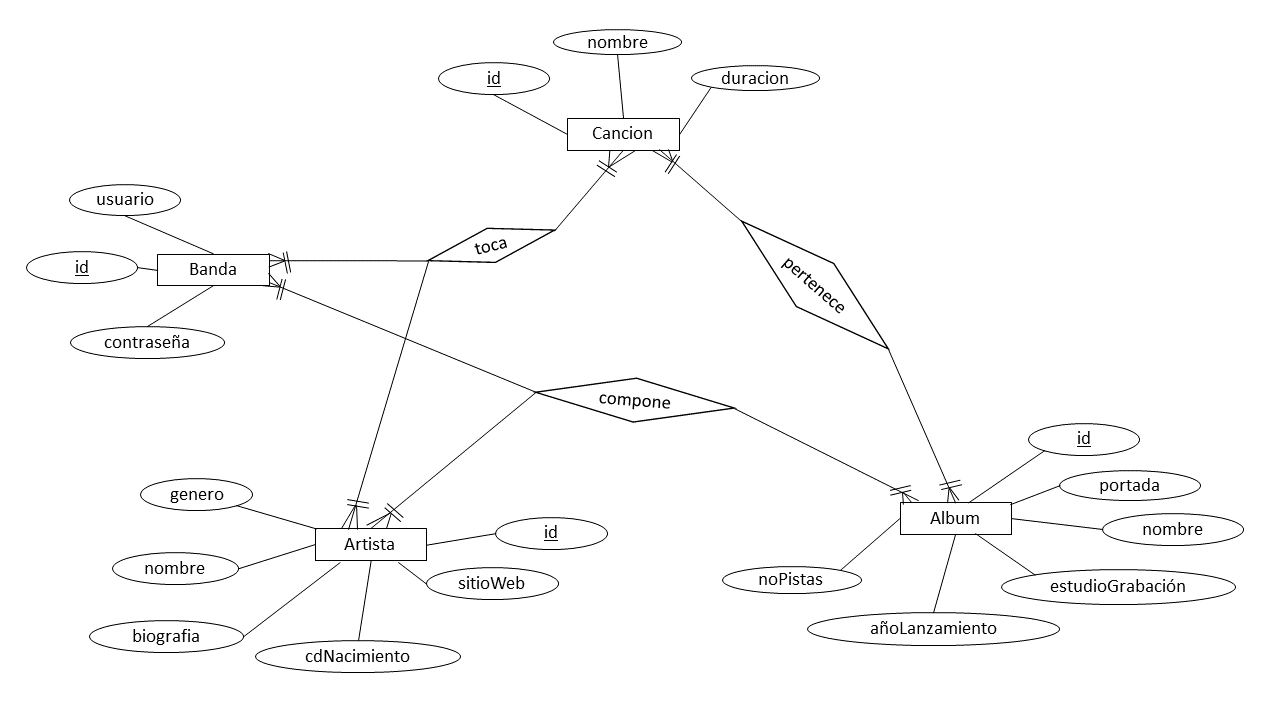 nombre
id
duracion
Cancion
usuario
toca
id
Banda
pertenece
contraseña
compone
id
genero
portada
Album
nombre
id
Artista
nombre
sitioWeb
noPistas
estudioGrabación
biografia
añoLanzamiento
cdNacimiento